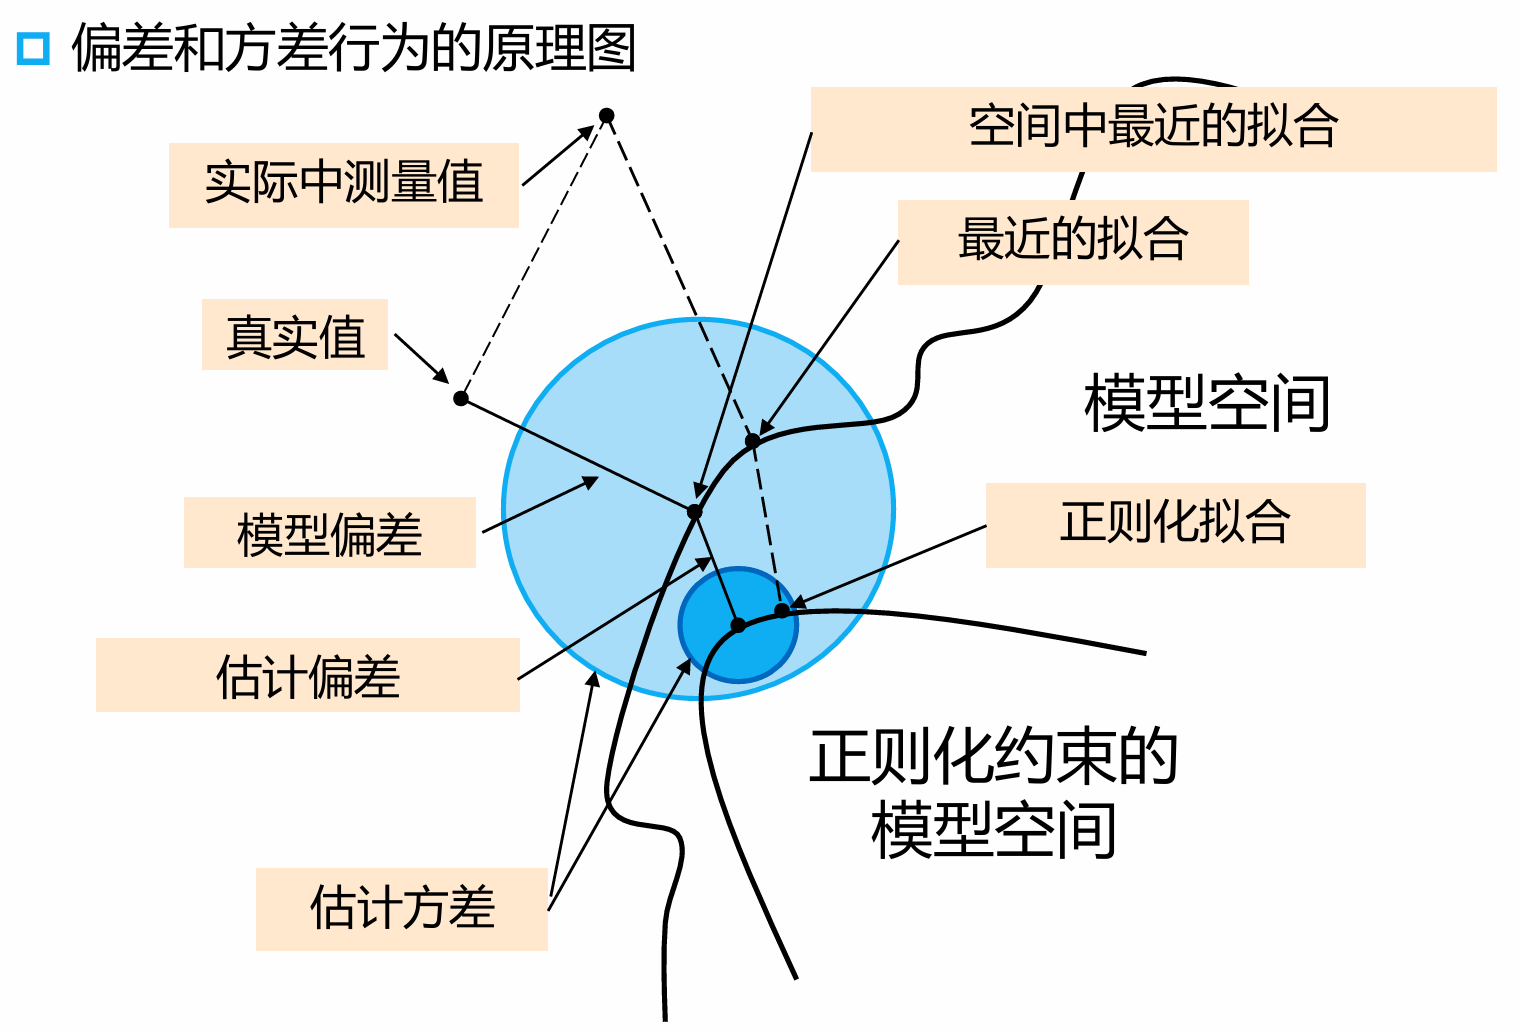 偏差和方差行为的原理图
空间中最近的拟合
实际中测量值
最近的拟合
真实值
模型空间
模型偏差
正则化拟合
估计偏差
正则化约束的
模型空间
估计方差